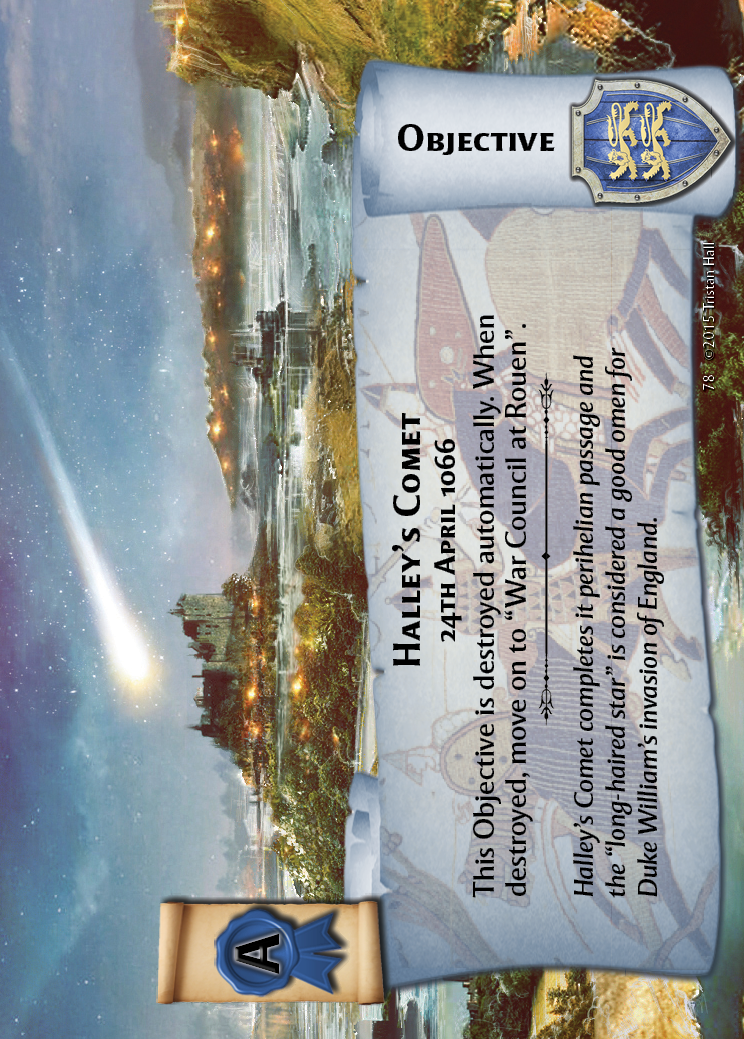 A
Objective
Halley's Comet
24th April 1066
This Objective is destroyed automatically. When
destroyed, move on to “War Council at Rouen”.
Halley's Comet completes it perihelian passage and
the “long-haired star” is considered a good omen for
Duke William's invasion of England.
78 ©2015 Tristan Hall